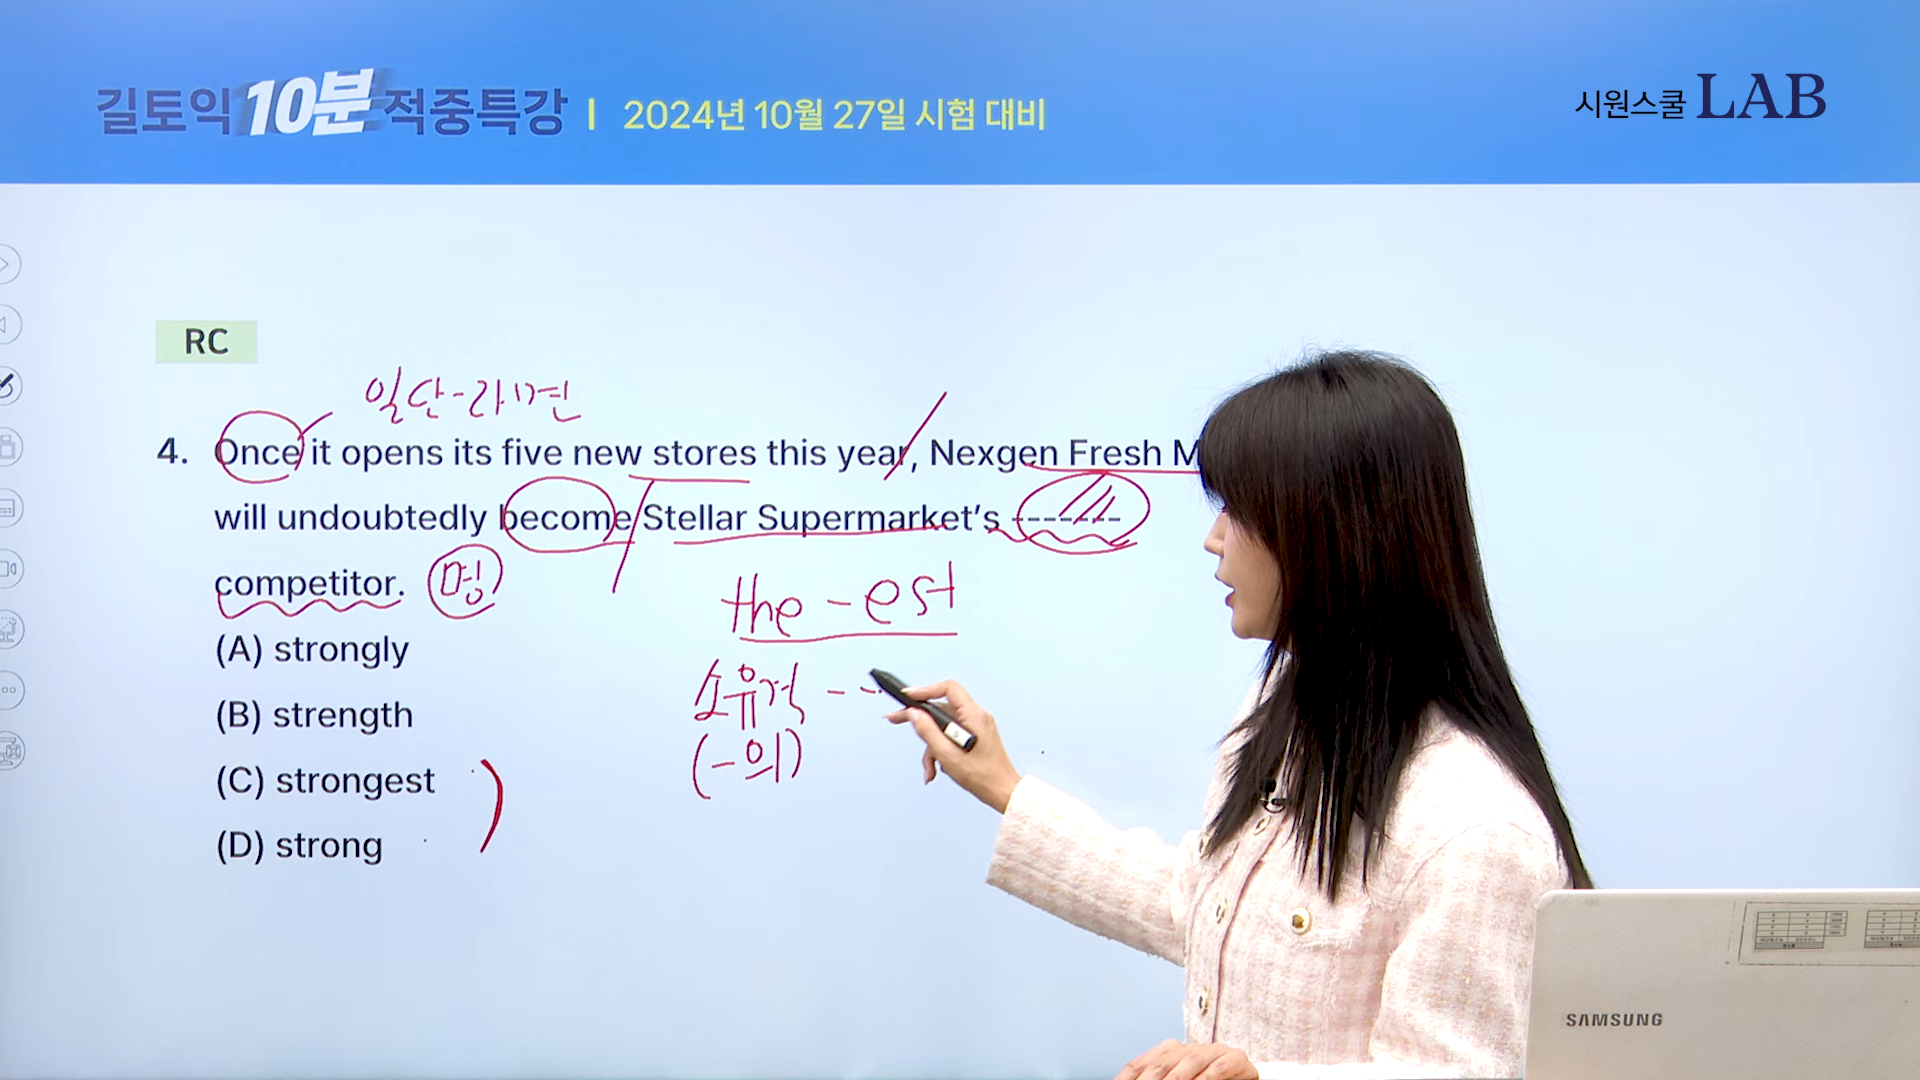 길토익 10분 적중특강 | 2024년 10월 27일 시험 대비
시원스쿨 LAB
RC
일단-라면
4. Once it opens its five new stores this year, Nexgen Fresh M
will undoubtedly become Stellar Supermarket's -------
competitor. 명
the -est
(A) strongly
소유격 --
(B) strength
(-의)
(C) strongest
(D) strong
SAMSUNG